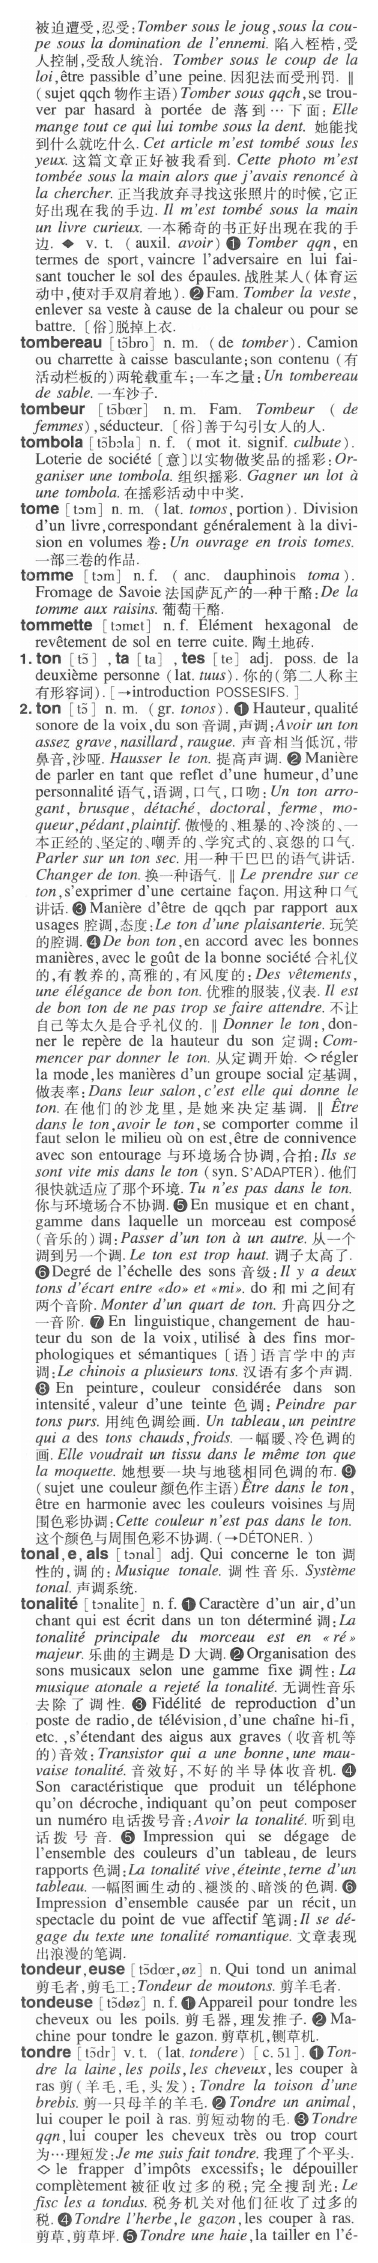 被迫遭受,忍受:Tomber sous le joug,sous la cou-
pe sous la domination de l'ennemi. 陷入桎梏,受
人控制,受敌人统治. Tomber sous le coup de la
loi,être passible d'une peine. 因犯法而受刑罚. ‖
(sujet qqch 物作主语)Tomber sous qqch,se trou-
ver par hasard à portée de 落到…下面: Elle
mange tout ce qui lui tombe sous la dent. 她能找
到什么就吃什么. Cet article m'est tombé sous les
yeux. 这篇文章正好被我看到. Cette photo m'est
tombée sous la main alors que j'avais renoncé à
la chercher. 正当我放弃寻找这张照片的时候,它正
好出现在我的手边. Il m'est tombé sous la main
un livre curieux. 一本稀奇的书正好出现在我的手
边. ◆ v. t. (auxil. avoir) ❶ Tomber qqn, en
termes de sport, vaincre l'adversaire en lui fai-
sant toucher le sol des épaules. 战胜某人(体育运
动中,使对手双肩着地). ❷ Fam. Tomber la veste,
enlever sa veste à cause de la chaleur ou pour se
battre. [俗]脱掉上衣.
tombereau [tɔ̃bro] n. m. (de tomber). Camion
ou charrette à caisse basculante;son contenu (有
活动栏板的)两轮载重车;一车之量:Un tombereau
de sable. 一车沙子.
tombeur [tɔ̃bœr] n. m. Fam. Tombeur (de
femmes),séducteur. [俗]善于勾引女人的人.
tombola [tɔ̃bɔla] n. f. (mot it. signif. culbute).
Loterie de société [意]以实物做奖品的摇彩:Or-
ganiser une tombola. 组织摇彩. Gagner un lot à
une tombola. 在摇彩活动中中奖.
tome [tɔm] n. m. (lat. tomos,portion). Division
d'un livre,correspondant généralement à la divi-
sion en volumes 卷:Un ouvrage en trois tomes.
一部三卷的作品.
tomme [tɔm] n. f. (anc. dauphinois toma).
Fromage de Savoie 法国萨瓦产的一种干酪:De la
tomme aux raisins. 葡萄干酪.
tommette [tɔmɛt] n. f. Élément hexagonal de
revêtement de sol en terre cuite. 陶土地砖.
1. ton [tɔ̃] ,ta [ta] ,tes [te] adj. poss. de la
deuxième personne (lat. tuus). 你的(第二人称主
有形容词). [→introduction POSSESIFS. ]
2. ton [tɔ̃] n. m. (gr. tonos). ❶ Hauteur, qualité
sonore de la voix,du son 音调,声调:Avoir un ton
assez grave,nasillard, raugue. 声音相当低沉,带
鼻音,沙哑. Hausser le ton. 提高声调. ❷ Manière
de parler en tant que reflet d'une humeur,d'une
personnalité 语气,语调,口气,口吻:Un ton arro-
gant, brusque, détaché, doctoral, ferme, mo-
queur,pédant,plaintif. 傲慢的、粗暴的、冷淡的、一
本正经的、坚定的、嘲弄的、学究式的、哀怨的口气.
Parler sur un ton sec. 用一种干巴巴的语气讲话.
Changer de ton. 换一种语气. ‖ Le prendre sur ce
ton,s'exprimer d'une certaine façon. 用这种口气
讲话. ❸ Manière d'être de qqch par rapport aux
usages 腔调,态度:Le ton d'une plaisanterie. 玩笑
的腔调. ❹ De bon ton,en accord avec les bonnes
manières,avec le goût de la bonne société 合礼仪
的,有教养的,高雅的,有风度的:Des vêtements,
une élégance de bon ton. 优雅的服装,仪表. Il est
de bon ton de ne pas trop se faire attendre. 不让
自己等太久是合乎礼仪的. ‖ Donner le ton,don-
ner le repère de la hauteur du son 定调:Com-
mencer par donner le ton. 从定调开始. ◇ régler
la mode,les manières d'un groupe social 定基调,
做表率:Dans leur salon,c'est elle qui donne le
ton. 在他们的沙龙里,是她来决定基调. ‖ Être
dans le ton,avoir le ton,se comporter comme il
faut selon le milieu où on est,être de connivence
avec son entourage 与环境场合协调,合拍:Ils se
sont vite mis dans le ton (syn. S'ADAPTER). 他们
很快就适应了那个环境. Tu n'es pas dans le ton.
你与环境场合不协调. ❺ En musique et en chant,
gamme dans laquelle un morceau est composé
(音乐的)调:Passer d'un ton à un autre. 从一个
调到另一个调. Le ton est trop haut. 调子太高了.
❻ Degré de l'échelle des sons 音级:Il y a deux
tons d'écart entre «do» et «mi». do 和 mi 之间有
两个音阶. Monter d'un quart de ton. 升高四分之
一音阶. ❼ En linguistique, changement de hau-
teur du son de la voix, utilisé à des fins mor-
phologiques et sémantiques [语]语言学中的声
调:Le chinois a plusieurs tons. 汉语有多个声调.
❽ En peinture, couleur considérée dans son
intensité,valeur d'une teinte 色调: Peindre par
tons purs. 用纯色调绘画. Un tableau,un peintre
qui a des tons chauds,froids. 一幅暖、冷色调的
画. Elle voudrait un tissu dans le même ton que
la moquette. 她想要一块与地毯相同色调的布. ❾
(sujet une couleur 颜色作主语)Être dans le ton,
être en harmonie avec les couleurs voisines 与周
围色彩协调:Cette couleur n'est pas dans le ton.
这个颜色与周围色彩不协调. (→DÉTONER. )
tonal,e,als [tɔnal] adj. Qui concerne le ton 调
性的,调的: Musique tonale. 调性音乐. Système
tonal. 声调系统.
tonalité [tɔnalite] n. f. ❶ Caractère d'un air,d'un
chant qui est écrit dans un ton déterminé 调:La
tonalité principale du morceau est en «ré»
majeur. 乐曲的主调是 D 大调. ❷ Organisation des
sons musicaux selon une gamme fixe 调性: La
musique atonale a rejeté la tonalité. 无调性音乐
去除了调性. ❸ Fidélité de reproduction d'un
poste de radio,de télévision,d'une chaîne hi-fi,
etc. ,s'étendant des aigus aux graves (收音机等
的)音效:Transistor qui a une bonne,une mau-
vaise tonalité. 音效好,不好的半导体收音机. ❹
Son caractéristique que produit un téléphone
qu'on décroche,indiquant qu'on peut composer
un numéro 电话拨号音:Avoir la tonalité. 听到电
话拨号音. ❺ Impression qui se dégage de
l'ensemble des couleurs d'un tableau, de leurs
rapports 色调:La tonalité vive,éteinte,terne d'un
tableau. 一幅图画生动的、褪淡的、暗淡的色调. ❻
Impression d'ensemble causée par un récit, un
spectacle du point de vue affectif 笔调:Il se dé-
gage du texte une tonalité romantique. 文章表现
出浪漫的笔调.
tondeur,euse [tɔ̃dœr,øz] n. Qui tond un animal
剪毛者,剪毛工:Tondeur de moutons. 剪羊毛者.
tondeuse [tɔ̃døz] n. f. ❶ Appareil pour tondre les
cheveux ou les poils. 剪毛器,理发推子. ❷ Ma-
chine pour tondre le gazon. 剪草机,铡草机.
tondre [tɔ̃dr] v. t. (lat. tondere) [c. 51]. ❶ Ton-
dre la laine,les poils,les cheveux,les couper à
ras 剪(羊毛,毛,头发): Tondre la toison d'une
brebis. 剪一只母羊的羊毛. ❷ Tondre un animal,
lui couper le poil à ras. 剪短动物的毛. ❸ Tondre
qqn,lui couper les cheveux très ou trop court
为…理短发:Je me suis fait tondre. 我理了个平头.
◇ le frapper d'impôts excessifs; le dépouiller
complètement 被征收过多的税;完全搜刮光: Le
fisc les a tondus. 税务机关对他们征收了过多的
税. ❹ Tondre l'herbe,le gazon,les couper à ras.
剪草,剪草坪. ❺ Tondre une haie,la tailler en l'é-